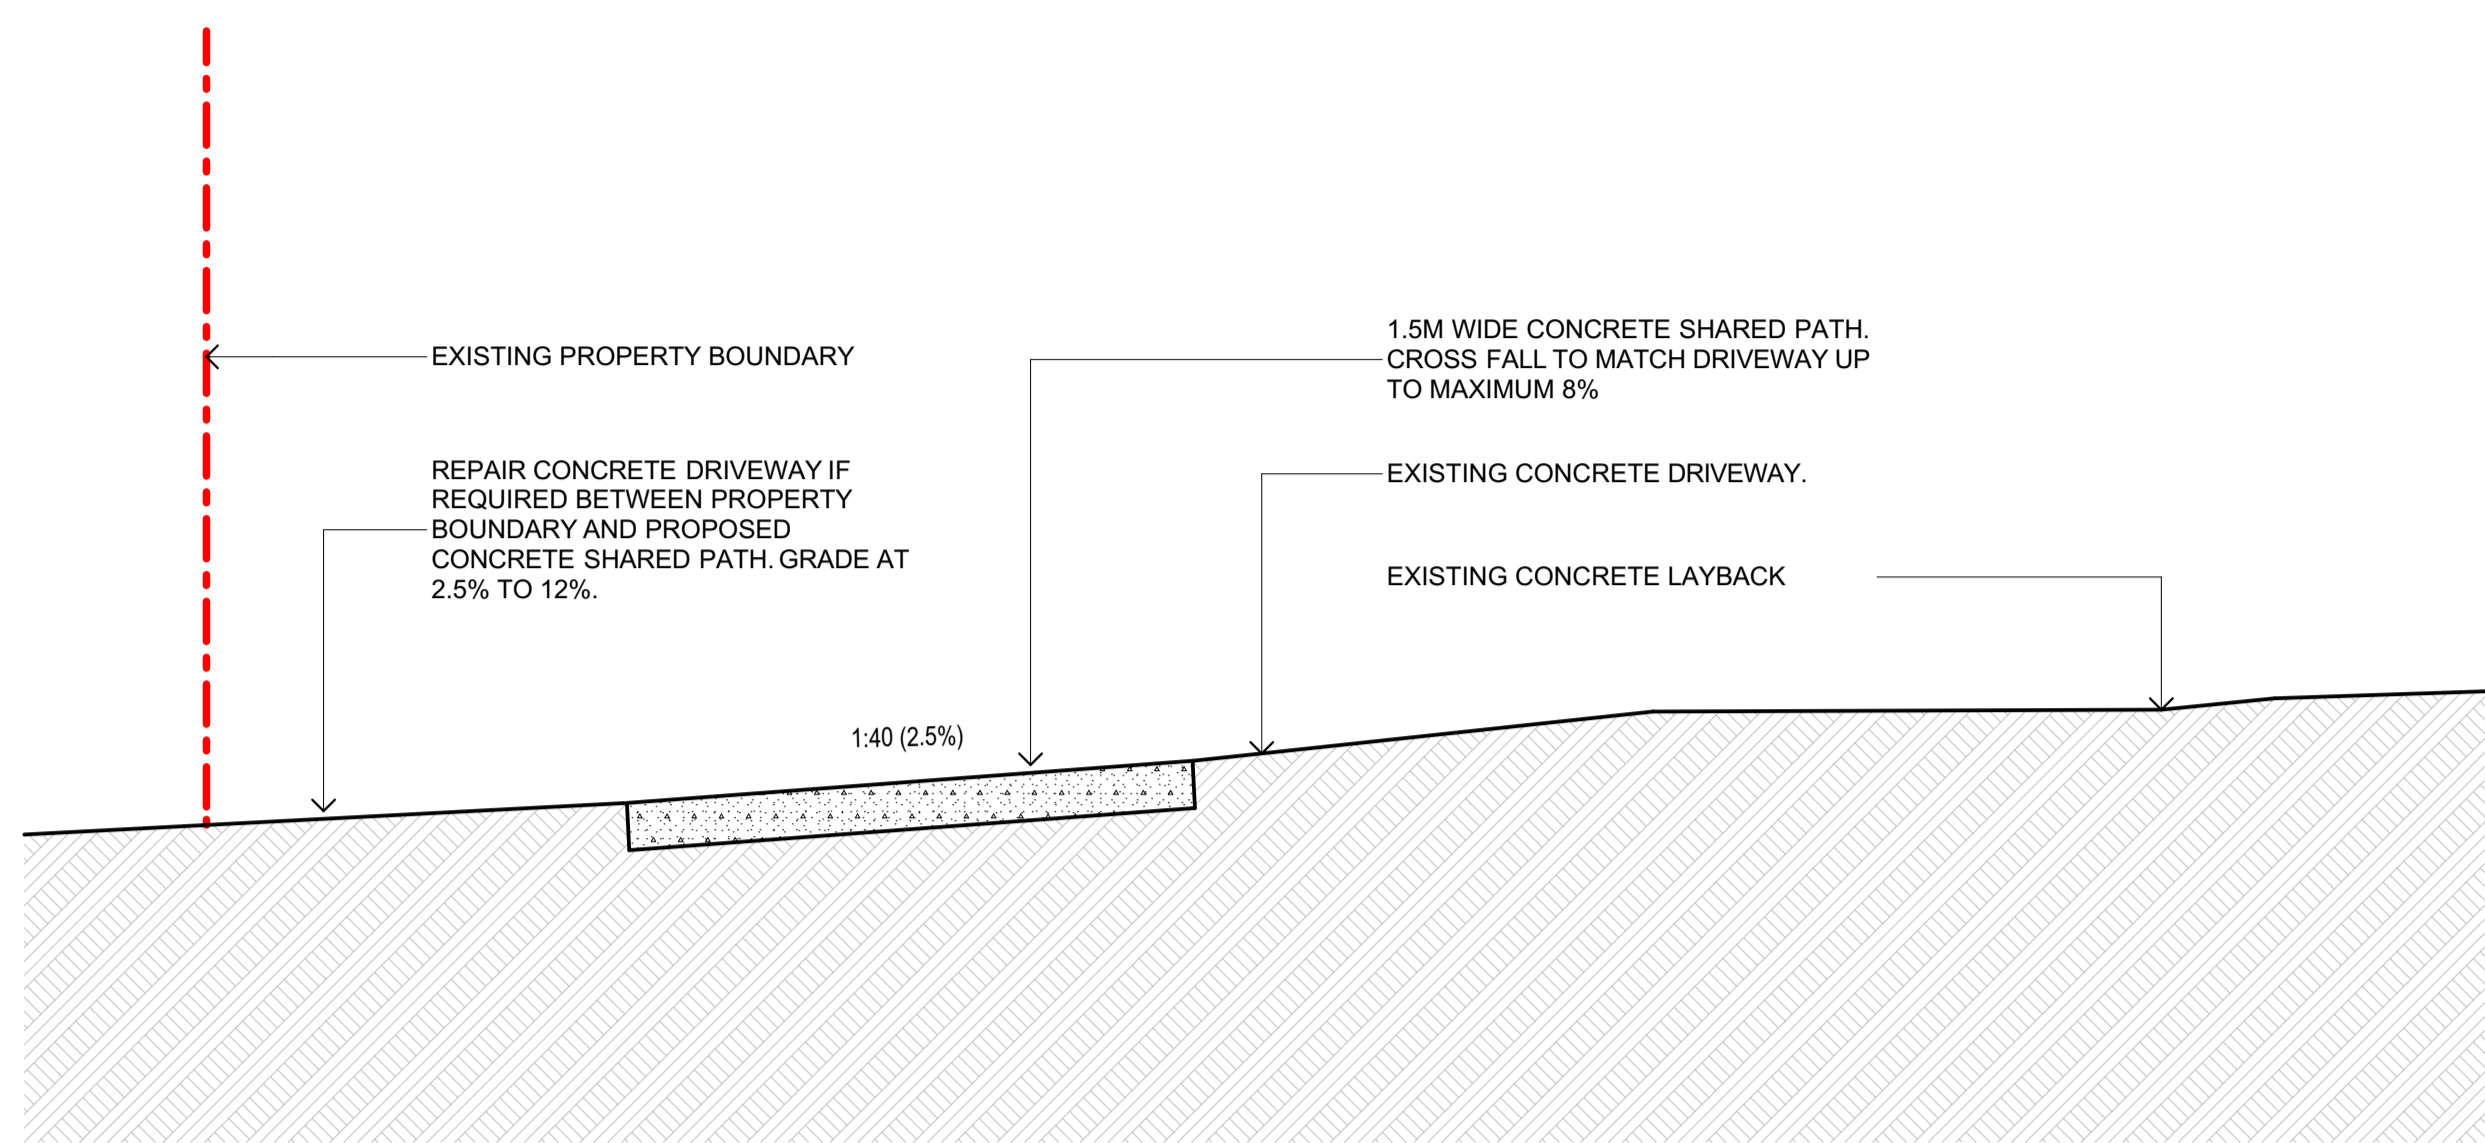 EXISTING PROPERTY BOUNDARY
1.5M WIDE CONCRETE SHARED PATH.
CROSS FALL TO MATCH DRIVEWAY UP
TO MAXIMUM 8%
REPAIR CONCRETE DRIVEWAY IF
REQUIRED BETWEEN PROPERTY
BOUNDARY AND PROPOSED
CONCRETE SHARED PATH. GRADE AT
2.5% TO 12%.
EXISTING CONCRETE DRIVEWAY.
EXISTING CONCRETE LAYBACK
1:40 (2.5%)